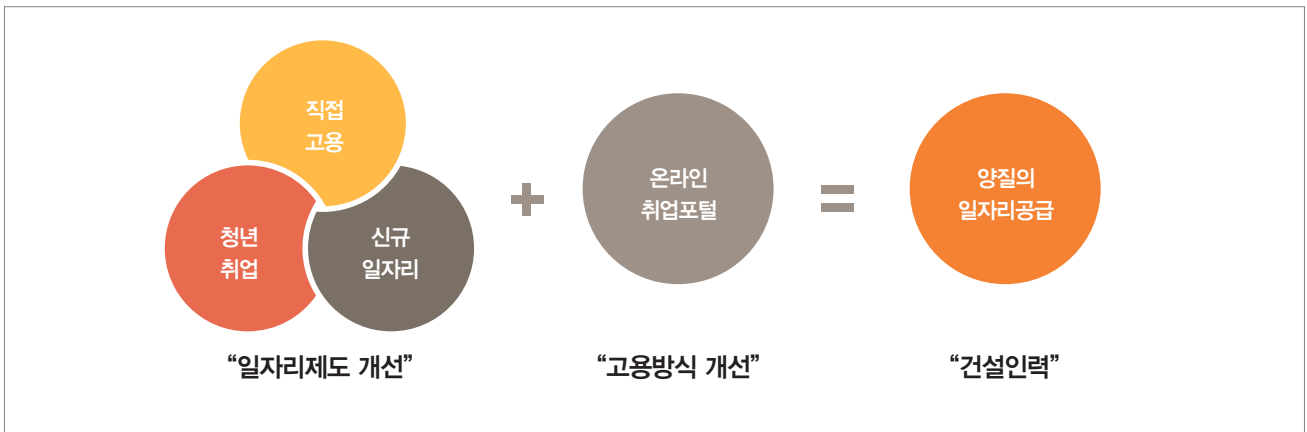 직접
고용
청년
취업
신규
일자리
“일자리제도 개선”
+
온라인
취업포털
“고용방식 개선”
=
양질의
일자리공급
“건설인력”